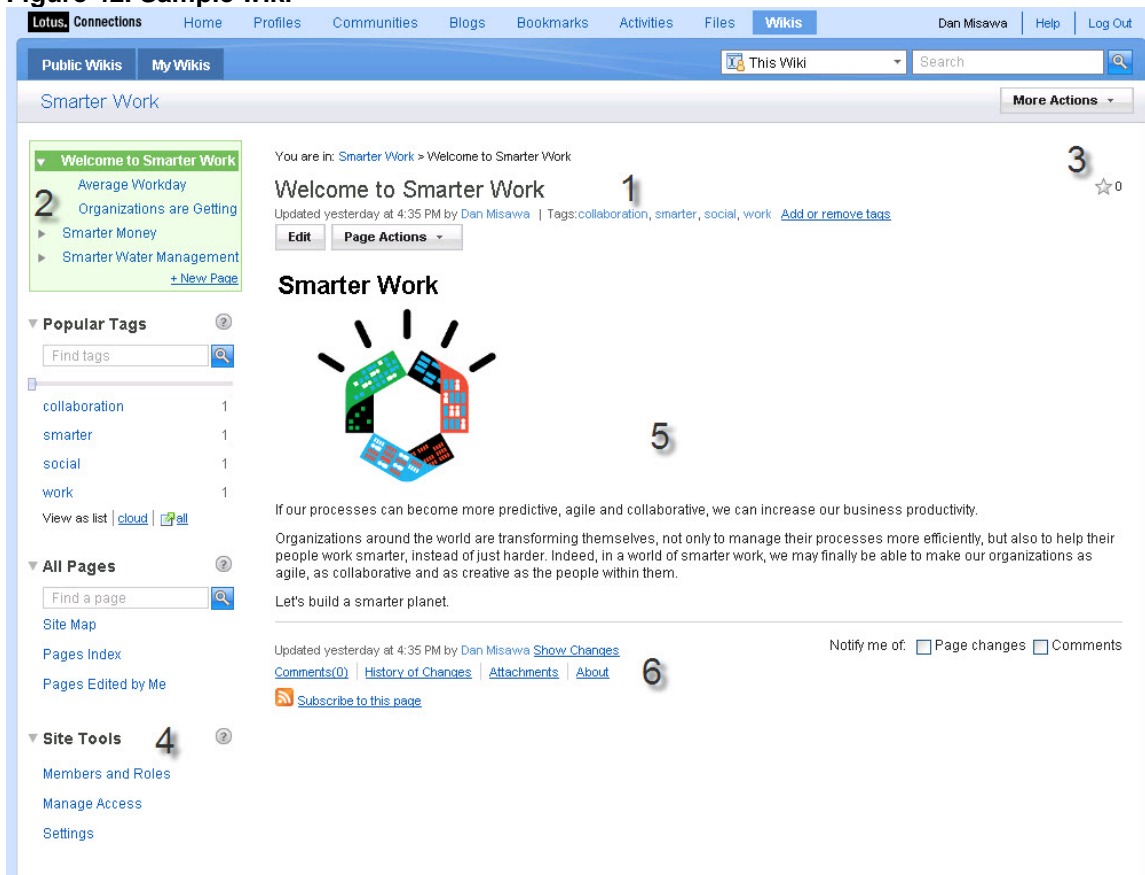 Figure 42: Sample wiki
Lotus. Connections Home Profiles Communities Blogs Bookmarks Activities Files Wikis Dan Misawa Help Log Out
Public Wikis My Wikis This Wiki Search
Smarter Work More Actions
Welcome to Smarter Work
Average Workday
2
Organizations are Getting
Smarter Money
Smarter Water Management
+ New Page
Popular Tags ?
Find tags
collaboration 1
smarter 1
social 1
work 1
View as list | cloud | all
All Pages ?
Find a page
Site Map
Pages Index
Pages Edited by Me
Site Tools 4 ?
Members and Roles
Manage Access
Settings
You are in: Smarter Work > Welcome to Smarter Work
3
Welcome to Smarter Work 1
0
Updated yesterday at 4:35 PM by Dan Misawa | Tags:collaboration, smarter, social, work Add or remove tags
Edit Page Actions
Smarter Work
5
If our processes can become more predictive, agile and collaborative, we can increase our business productivity.
Organizations around the world are transforming themselves, not only to manage their processes more efficiently, but also to help their
people work smarter, instead of just harder. Indeed, in a world of smarter work, we may finally be able to make our organizations as
agile, as collaborative and as creative as the people within them.
Let's build a smarter planet.
Updated yesterday at 4:35 PM by Dan Misawa Show Changes
Notify me of: Page changes Comments
Comments(0) | History of Changes | Attachments | About 6
Subscribe to this page